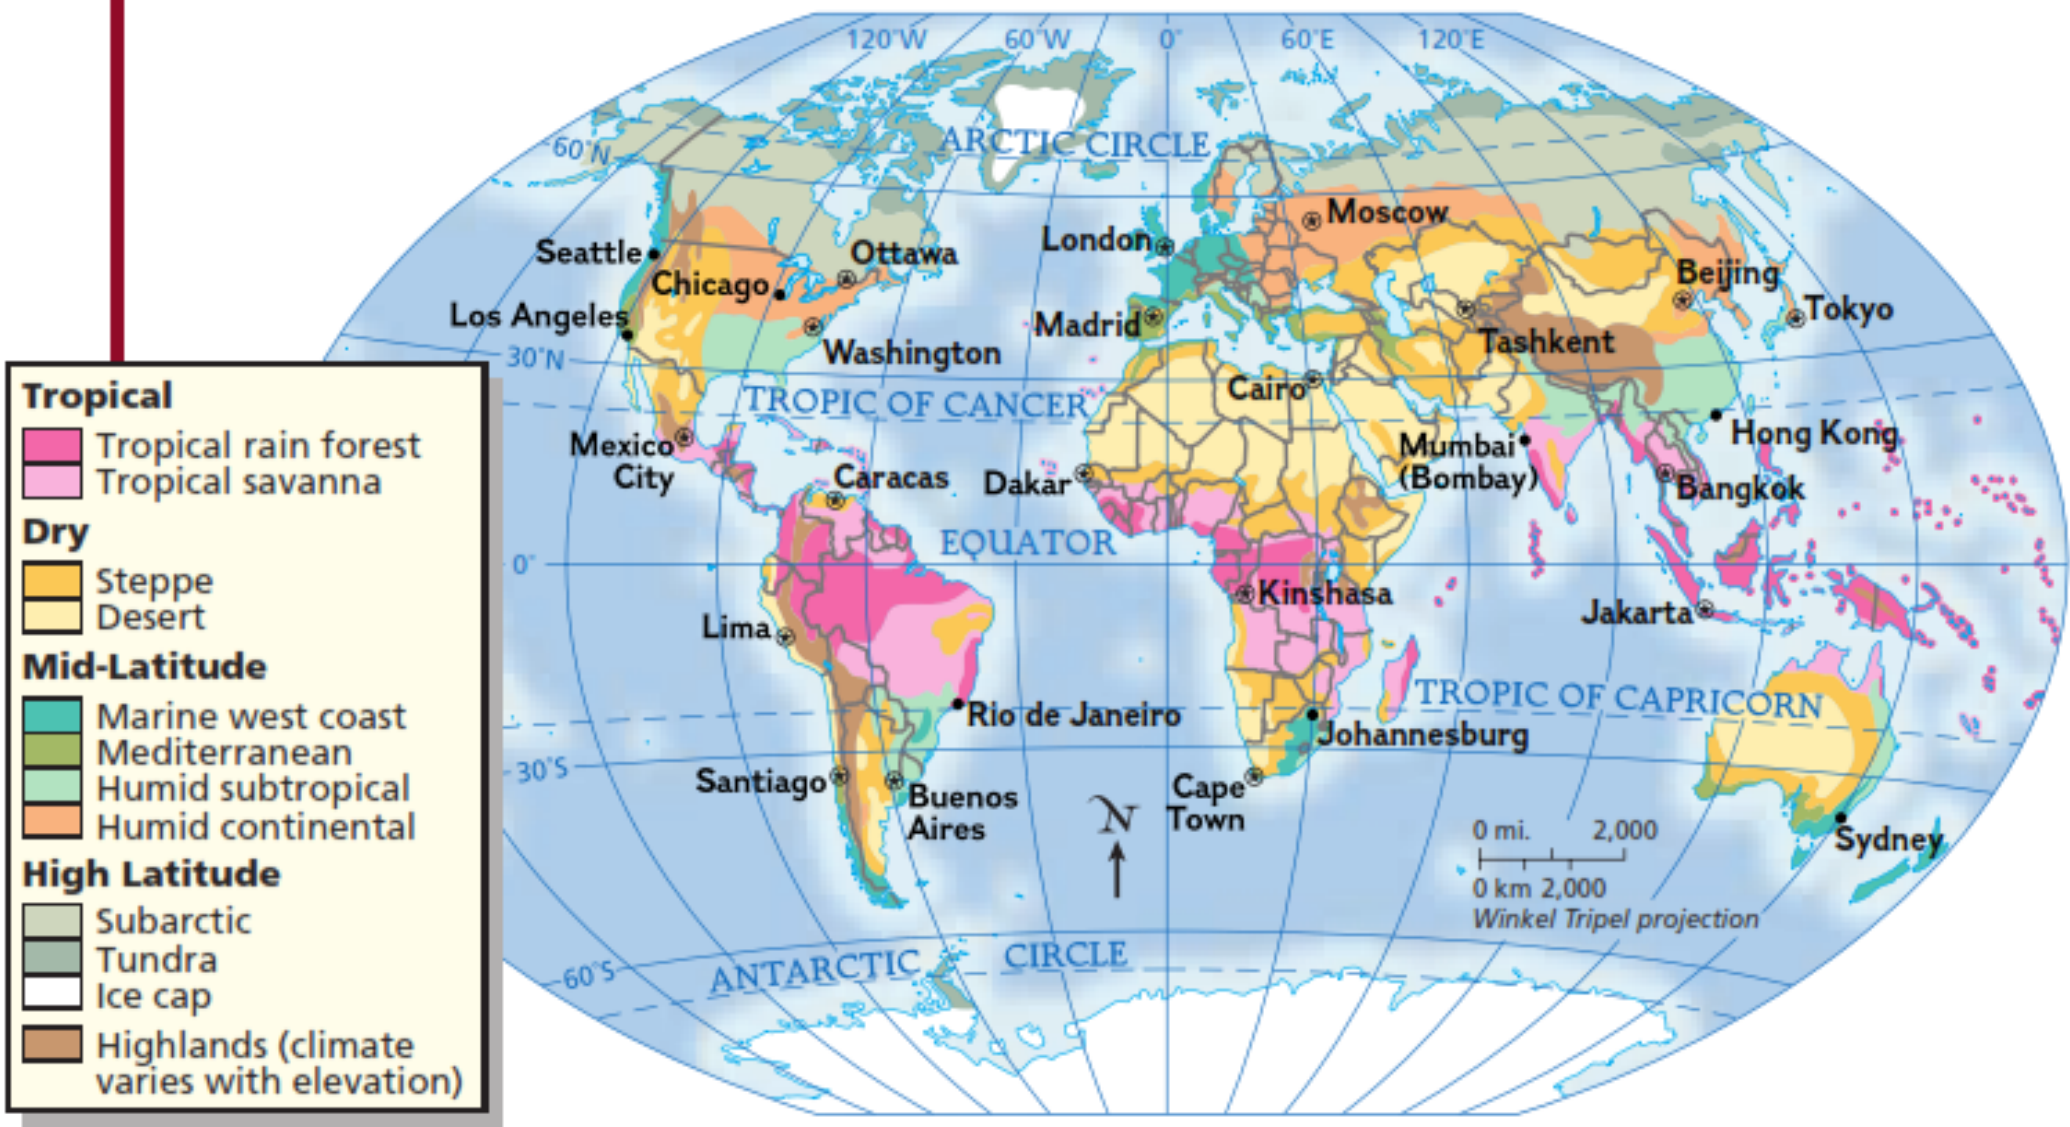 Tropical
Tropical rain forest
Tropical savanna
Dry
Steppe
Desert
Mid-Latitude
Marine west coast
Mediterranean
Humid subtropical
Humid continental
High Latitude
Subarctic
Tundra
Ice cap
Highlands (climate
varies with elevation)
120°W 60°W 0° 60°E 120°E
ARCTIC CIRCLE
60°N
Moscow
London
Seattle
Ottawa
Chicago
Beijing
Los Angeles
Madrid
Tokyo
Washington
Tashkent
30°N
Cairo
TROPIC OF CANCER
Mexico
City
Mumbai
(Bombay)
Hong Kong
Caracas
Dakar
Bangkok
EQUATOR
0°
Kinshasa
Jakarta
Lima
TROPIC OF CAPRICORN
Rio de Janeiro
Johannesburg
30°S
Santiago
Buenos
Aires
Cape
Town
N
0 mi. 2,000
0 km 2,000
Winkel Tripel projection
Sydney
ANTARCTIC CIRCLE
60°S